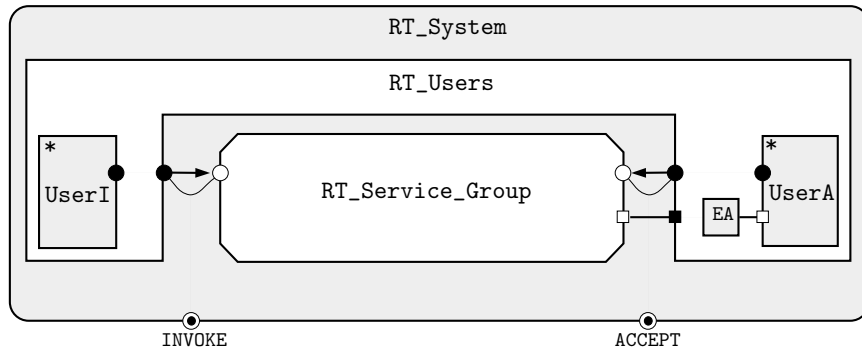 RT_System
RT_Users
*
*
UserI
RT_Service_Group
UserA
EA
INVOKE
ACCEPT